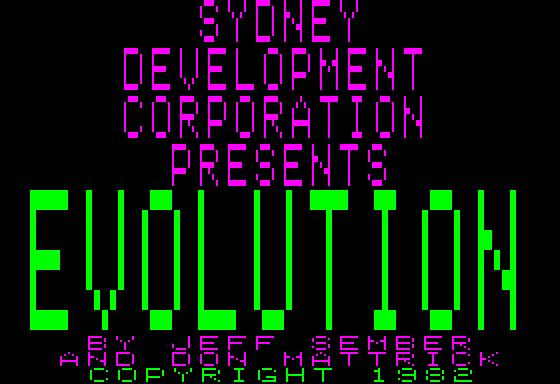 SYDNEY
DEVELOPMENT
CORPORATION
PRESENTS
EVOLUTION
BY JEFF SEMBER
AND DON MATTRICK
COPYRIGHT 1982